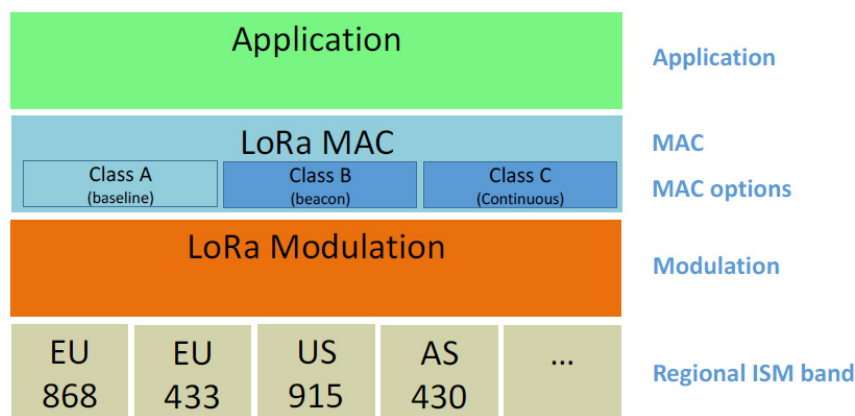 Application
Application
LoRa MAC
MAC
Class A
(baseline)
Class B
(beacon)
Class C
(Continuous)
MAC options
LoRa Modulation
Modulation
EU
868
EU
433
US
915
AS
430
...
Regional ISM band